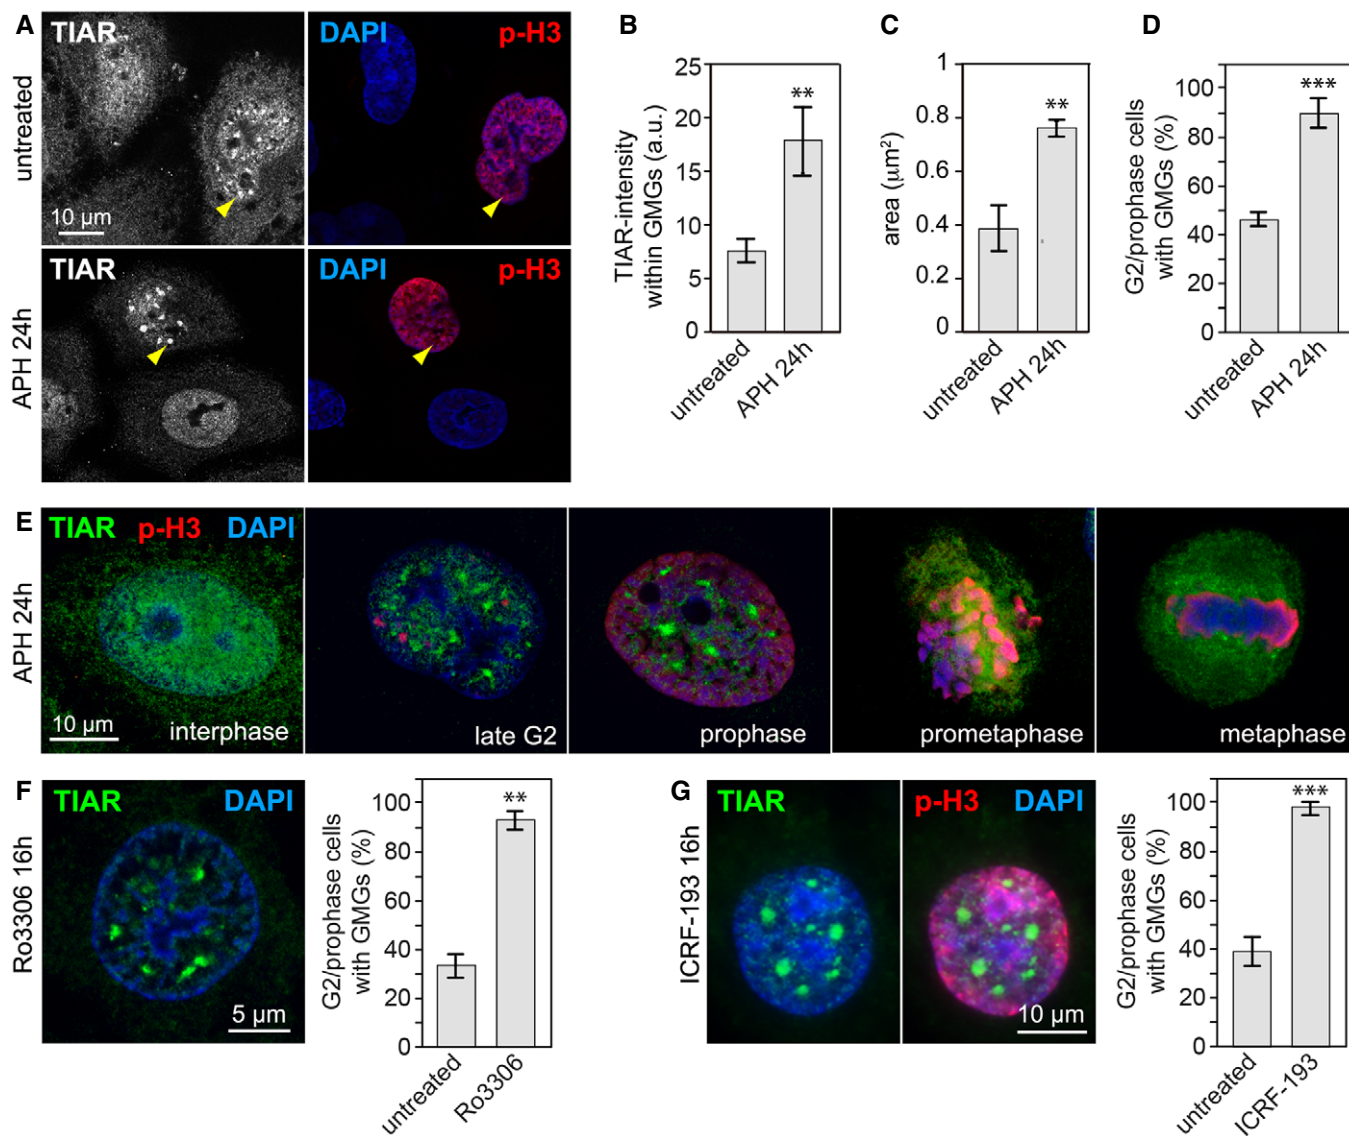 A
untreated
TIAR
10 µm
DAPI
p-H3
APH 24h
TIAR
DAPI
p-H3
B
TIAR-intensity
within GMGs (a.u.)
25
20
15
10
5
0
**
untreated
APH 24h
C
area (µm²)
1
0.8
0.6
0.4
0.2
0
**
untreated
APH 24h
D
G2/prophase cells
with GMGs (%)
100
80
60
40
20
0
***
untreated
APH 24h
E
APH 24h
TIAR p-H3 DAPI
10 µm
interphase
late G2
prophase
prometaphase
metaphase
F
Ro3306 16h
TIAR
DAPI
5 µm
G2/prophase cells
with GMGs (%)
100
80
60
40
20
0
**
untreated
Ro3306
G
ICRF-193 16h
TIAR
p-H3
DAPI
10 µm
G2/prophase cells
with GMGs (%)
100
80
60
40
20
0
***
untreated
ICRF-193